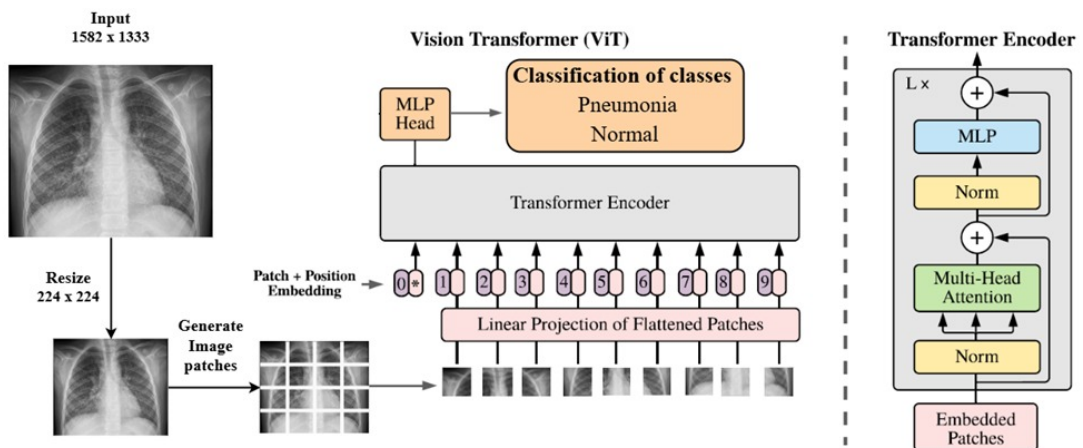 Input
1582 x 1333
Resize
224 x 224
Generate
Image
patches
Vision Transformer (ViT)
Classification of classes
Pneumonia
Normal
MLP
Head
Transformer Encoder
Patch + Position
Embedding
0 * 1 2 3 4 5 6 7 8 9
Linear Projection of Flattened Patches
Transformer Encoder
L x
+
MLP
Norm
+
Multi-Head
Attention
Norm
Embedded
Patches